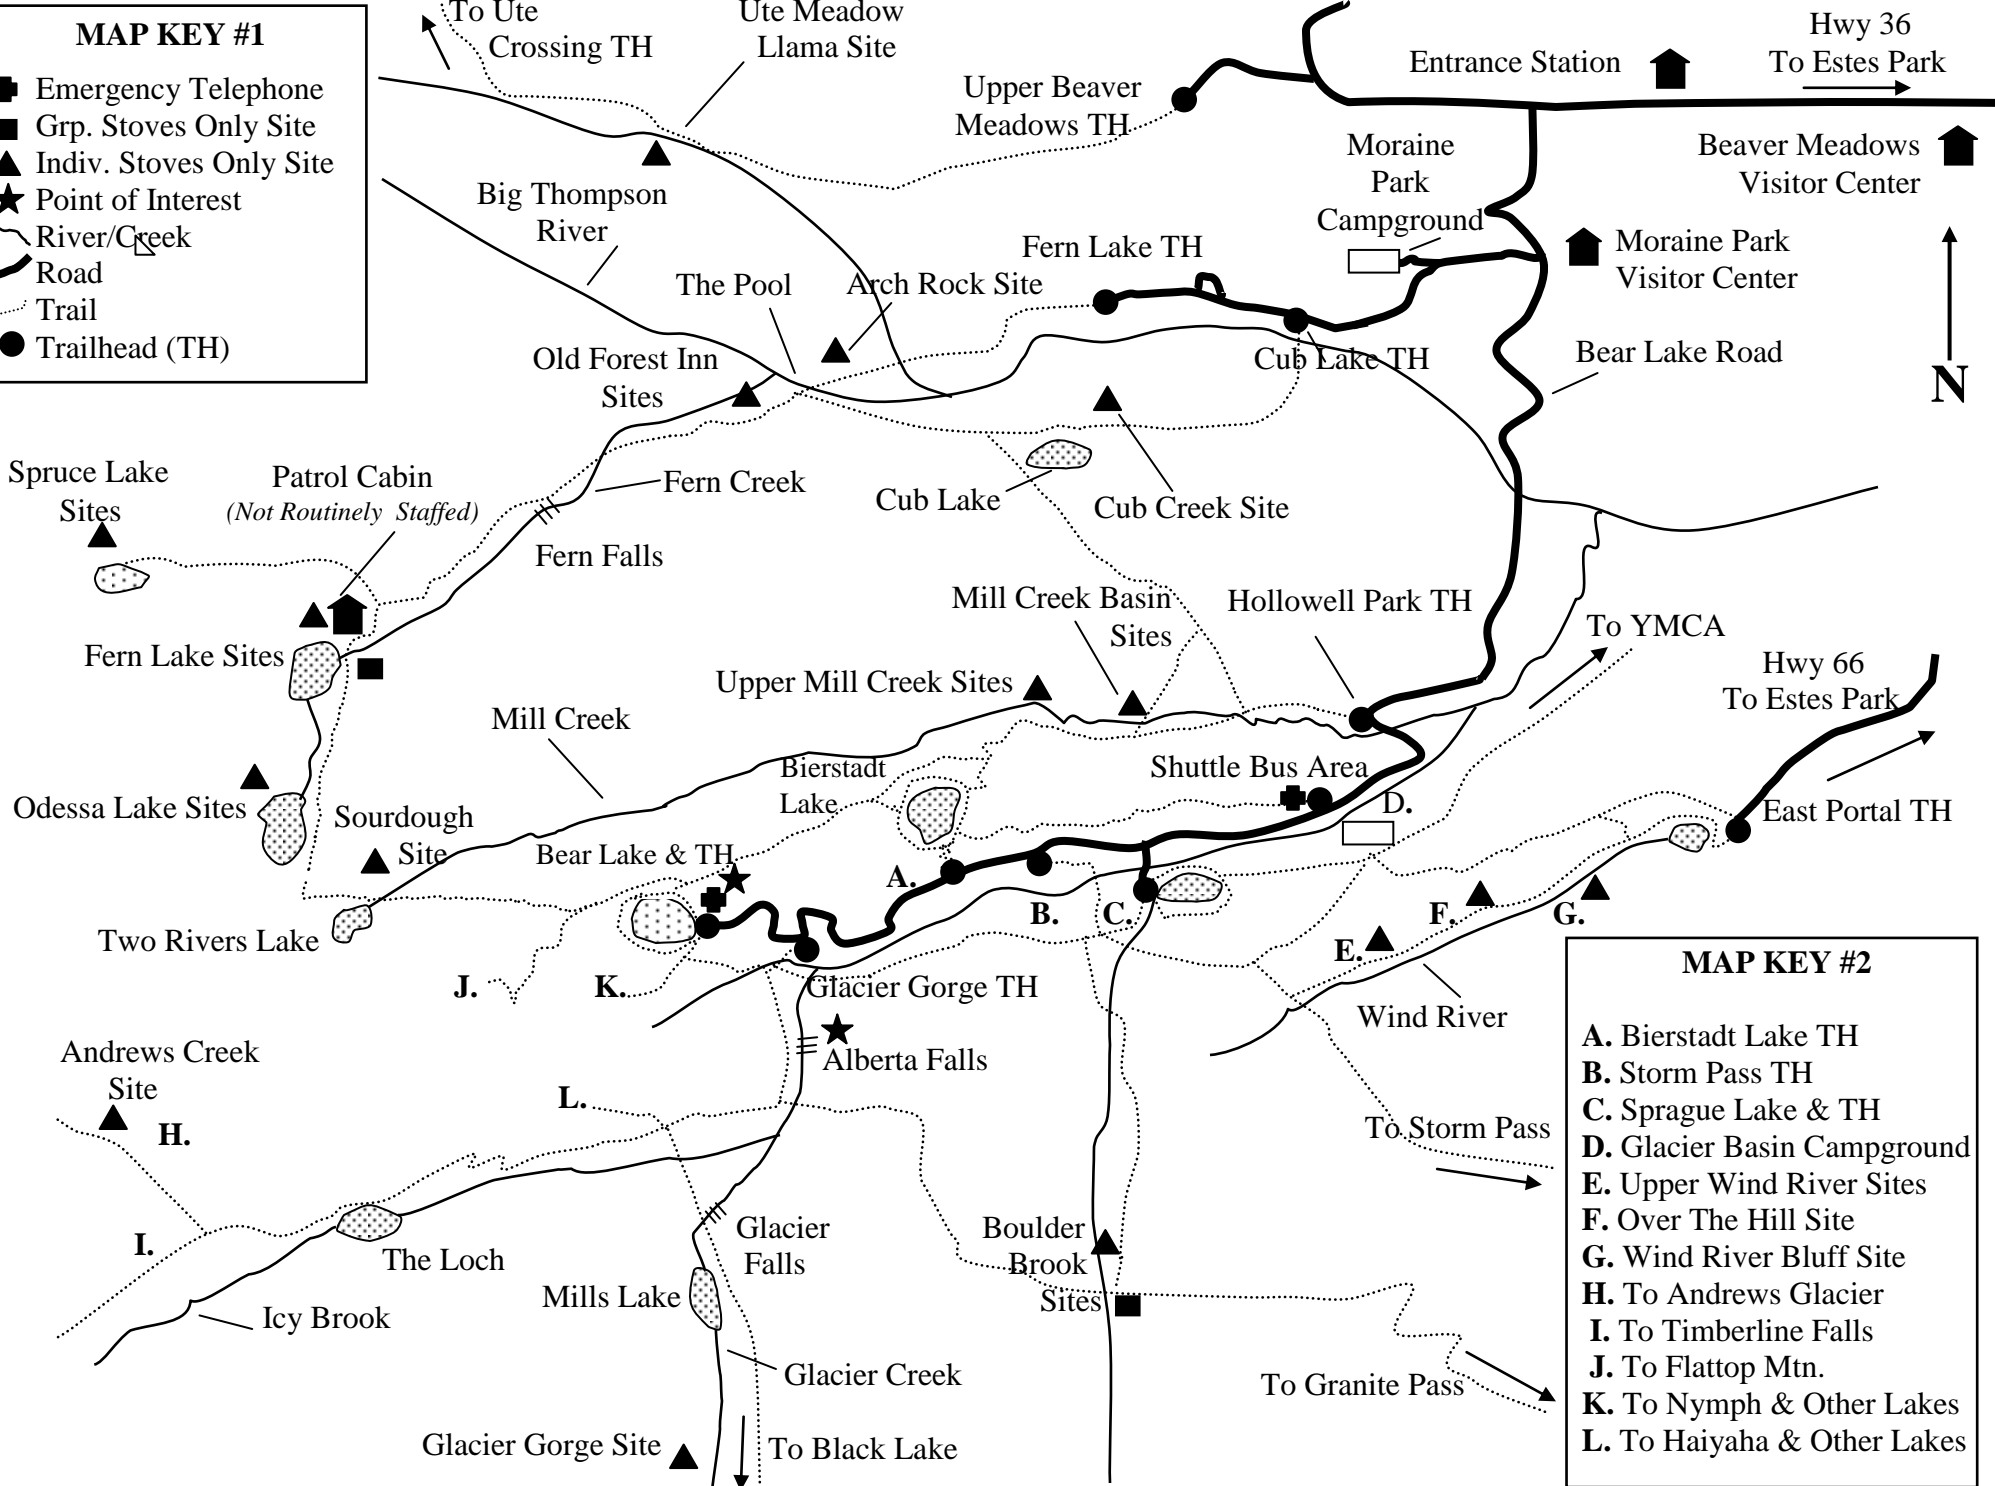 MAP KEY #1
Emergency Telephone
Grp. Stoves Only Site
Indiv. Stoves Only Site
Point of Interest
River/Creek
Road
Trail
Trailhead (TH)
To Ute
Crossing TH
Ute Meadow
Llama Site
Upper Beaver
Meadows TH
Entrance Station
Hwy 36
To Estes Park
Beaver Meadows
Visitor Center
Moraine
Park
Campground
Moraine Park
Visitor Center
N
Big Thompson
River
The Pool
Arch Rock Site
Fern Lake TH
Cub Lake TH
Bear Lake Road
Old Forest Inn
Sites
Spruce Lake
Sites
Patrol Cabin
(Not Routinely Staffed)
Fern Creek
Fern Falls
Cub Lake
Cub Creek Site
Fern Lake Sites
Mill Creek Basin
Sites
Hollowell Park TH
To YMCA
Hwy 66
To Estes Park
Upper Mill Creek Sites
Mill Creek
Bierstadt
Lake
Shuttle Bus Area
D.
East Portal TH
Odessa Lake Sites
Sourdough
Site
Bear Lake & TH
A.
B.
C.
F.
G.
E.
Two Rivers Lake
J.
K.
Glacier Gorge TH
Wind River
Alberta Falls
Andrews Creek
Site
H.
L.
To Storm Pass
I.
The Loch
Glacier
Falls
Boulder
Brook
Sites
Mills Lake
Icy Brook
Glacier Creek
To Granite Pass
Glacier Gorge Site
To Black Lake
MAP KEY #2
A. Bierstadt Lake TH
B. Storm Pass TH
C. Sprague Lake & TH
D. Glacier Basin Campground
E. Upper Wind River Sites
F. Over The Hill Site
G. Wind River Bluff Site
H. To Andrews Glacier
I. To Timberline Falls
J. To Flattop Mtn.
K. To Nymph & Other Lakes
L. To Haiyaha & Other Lakes